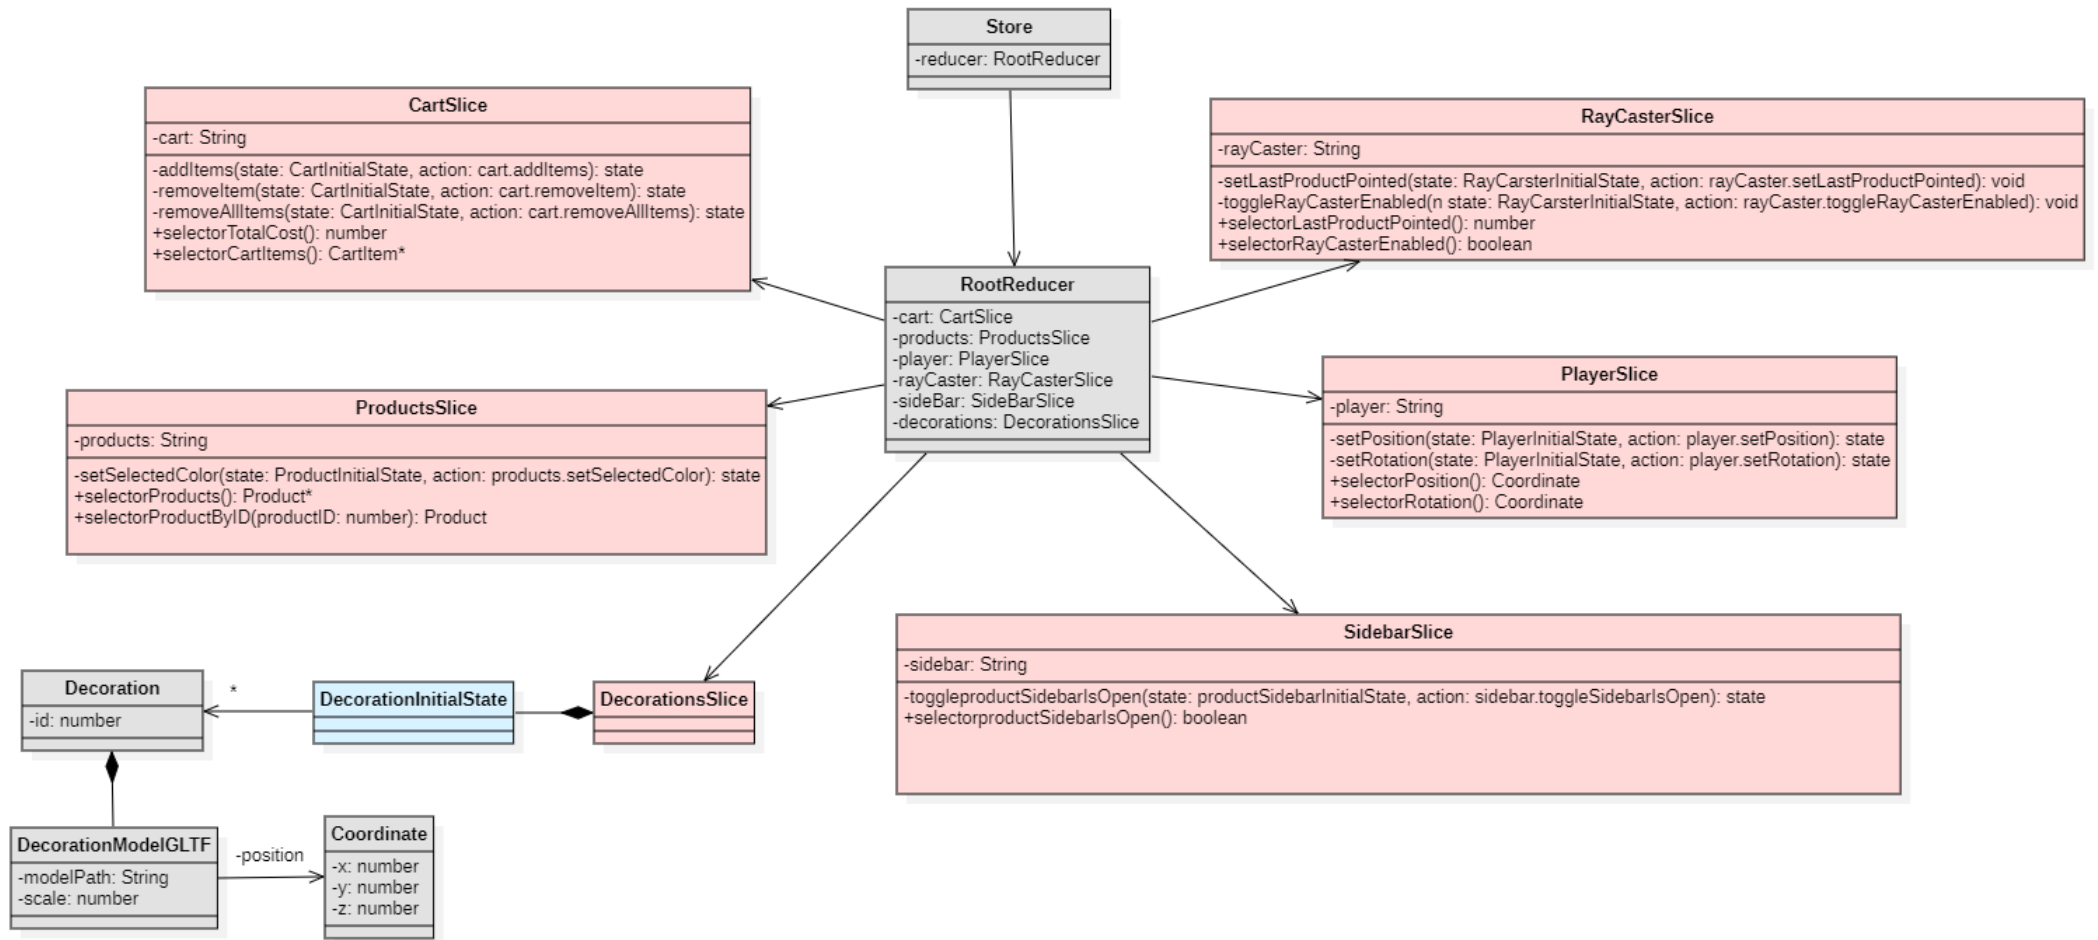 Store
-reducer: RootReducer
CartSlice
-cart: String
-addItems(state: CartInitialState, action: cart.addItems): state
-removeItem(state: CartInitialState, action: cart.removeItem): state
-removeAllItems(state: CartInitialState, action: cart.removeAllItems): state
+selectorTotalCost(): number
+selectorCartItems(): CartItem*
RayCasterSlice
-rayCaster: String
-setLastProductPointed(state: RayCarsterInitialState, action: rayCaster.setLastProductPointed): void
-toggleRayCasterEnabled(n state: RayCarsterInitialState, action: rayCaster.toggleRayCasterEnabled): void
+selectorLastProductPointed(): number
+selectorRayCasterEnabled(): boolean
RootReducer
-cart: CartSlice
-products: ProductsSlice
-player: PlayerSlice
-rayCaster: RayCasterSlice
-sideBar: SideBarSlice
-decorations: DecorationsSlice
ProductsSlice
-products: String
-setSelectedColor(state: ProductInitialState, action: products.setSelectedColor): state
+selectorProducts(): Product*
+selectorProductByID(productID: number): Product
PlayerSlice
-player: String
-setPosition(state: PlayerInitialState, action: player.setPosition): state
-setRotation(state: PlayerInitialState, action: player.setRotation): state
+selectorPosition(): Coordinate
+selectorRotation(): Coordinate
SidebarSlice
-sidebar: String
-toggleproductSidebarIsOpen(state: productSidebarInitialState, action: sidebar.toggleSidebarIsOpen): state
+selectorproductSidebarIsOpen(): boolean
Decoration
-id: number
*
DecorationInitialState
DecorationsSlice
DecorationModelGLTF
-modelPath: String
-scale: number
-position
Coordinate
-x: number
-y: number
-z: number